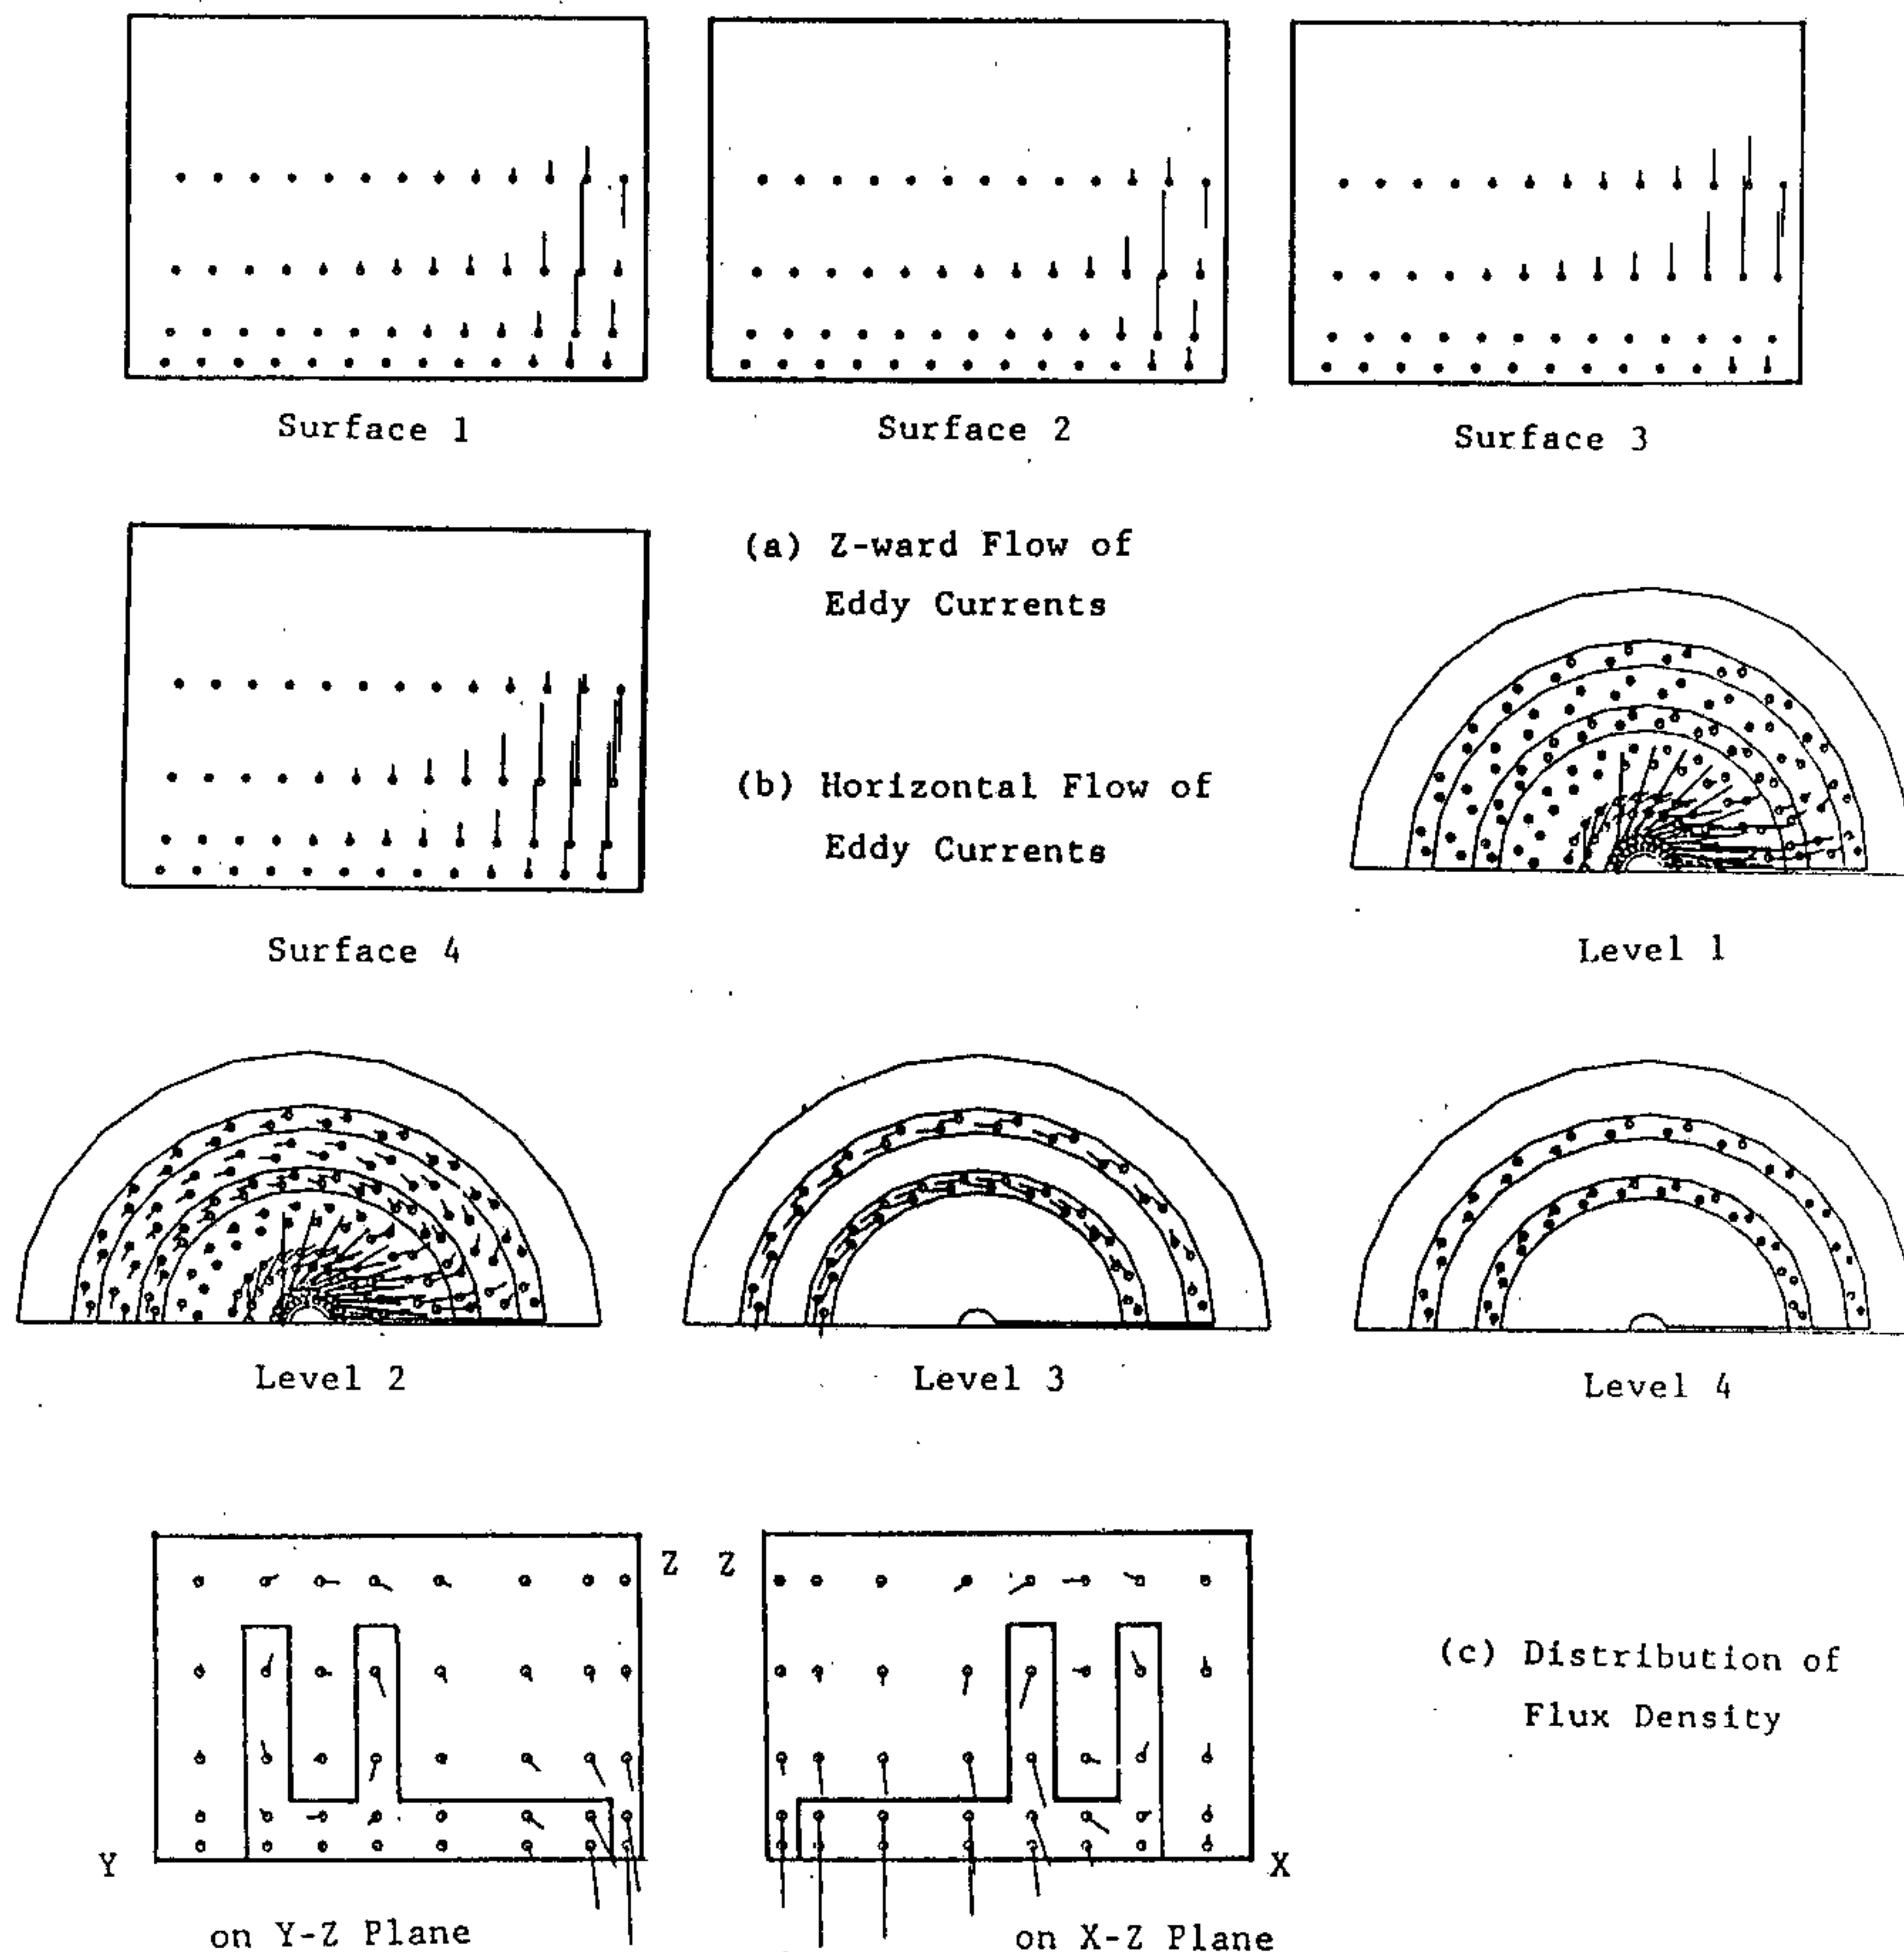 Surface 1
Surface 2
Surface 3
(a) Z-ward Flow of
Eddy Currents
Surface 4
(b) Horizontal Flow of
Eddy Currents
Level 1
Level 2
Level 3
Level 4
Z
Z
(c) Distribution of
Flux Density
Y
X
on Y-Z Plane
on X-Z Plane